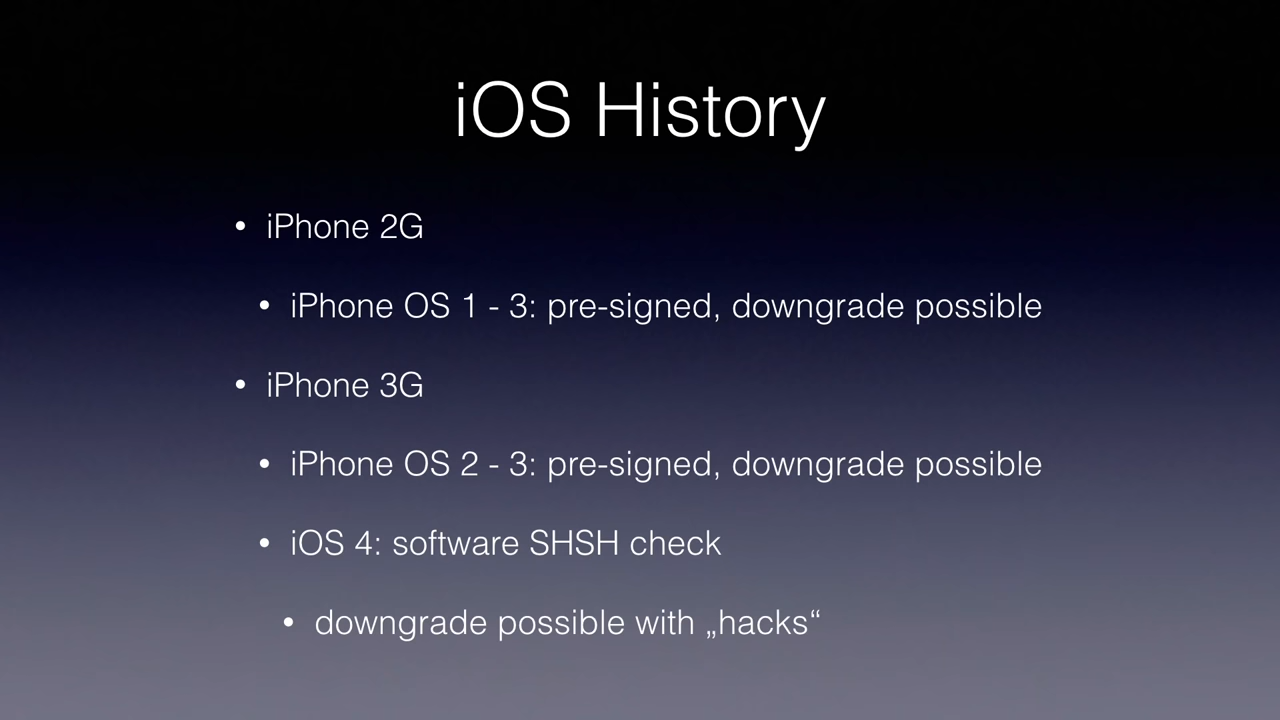 iOS History
• iPhone 2G
• iPhone OS 1 - 3: pre-signed, downgrade possible
• iPhone 3G
• iPhone OS 2 - 3: pre-signed, downgrade possible
• iOS 4: software SHSH check
• downgrade possible with „hacks“